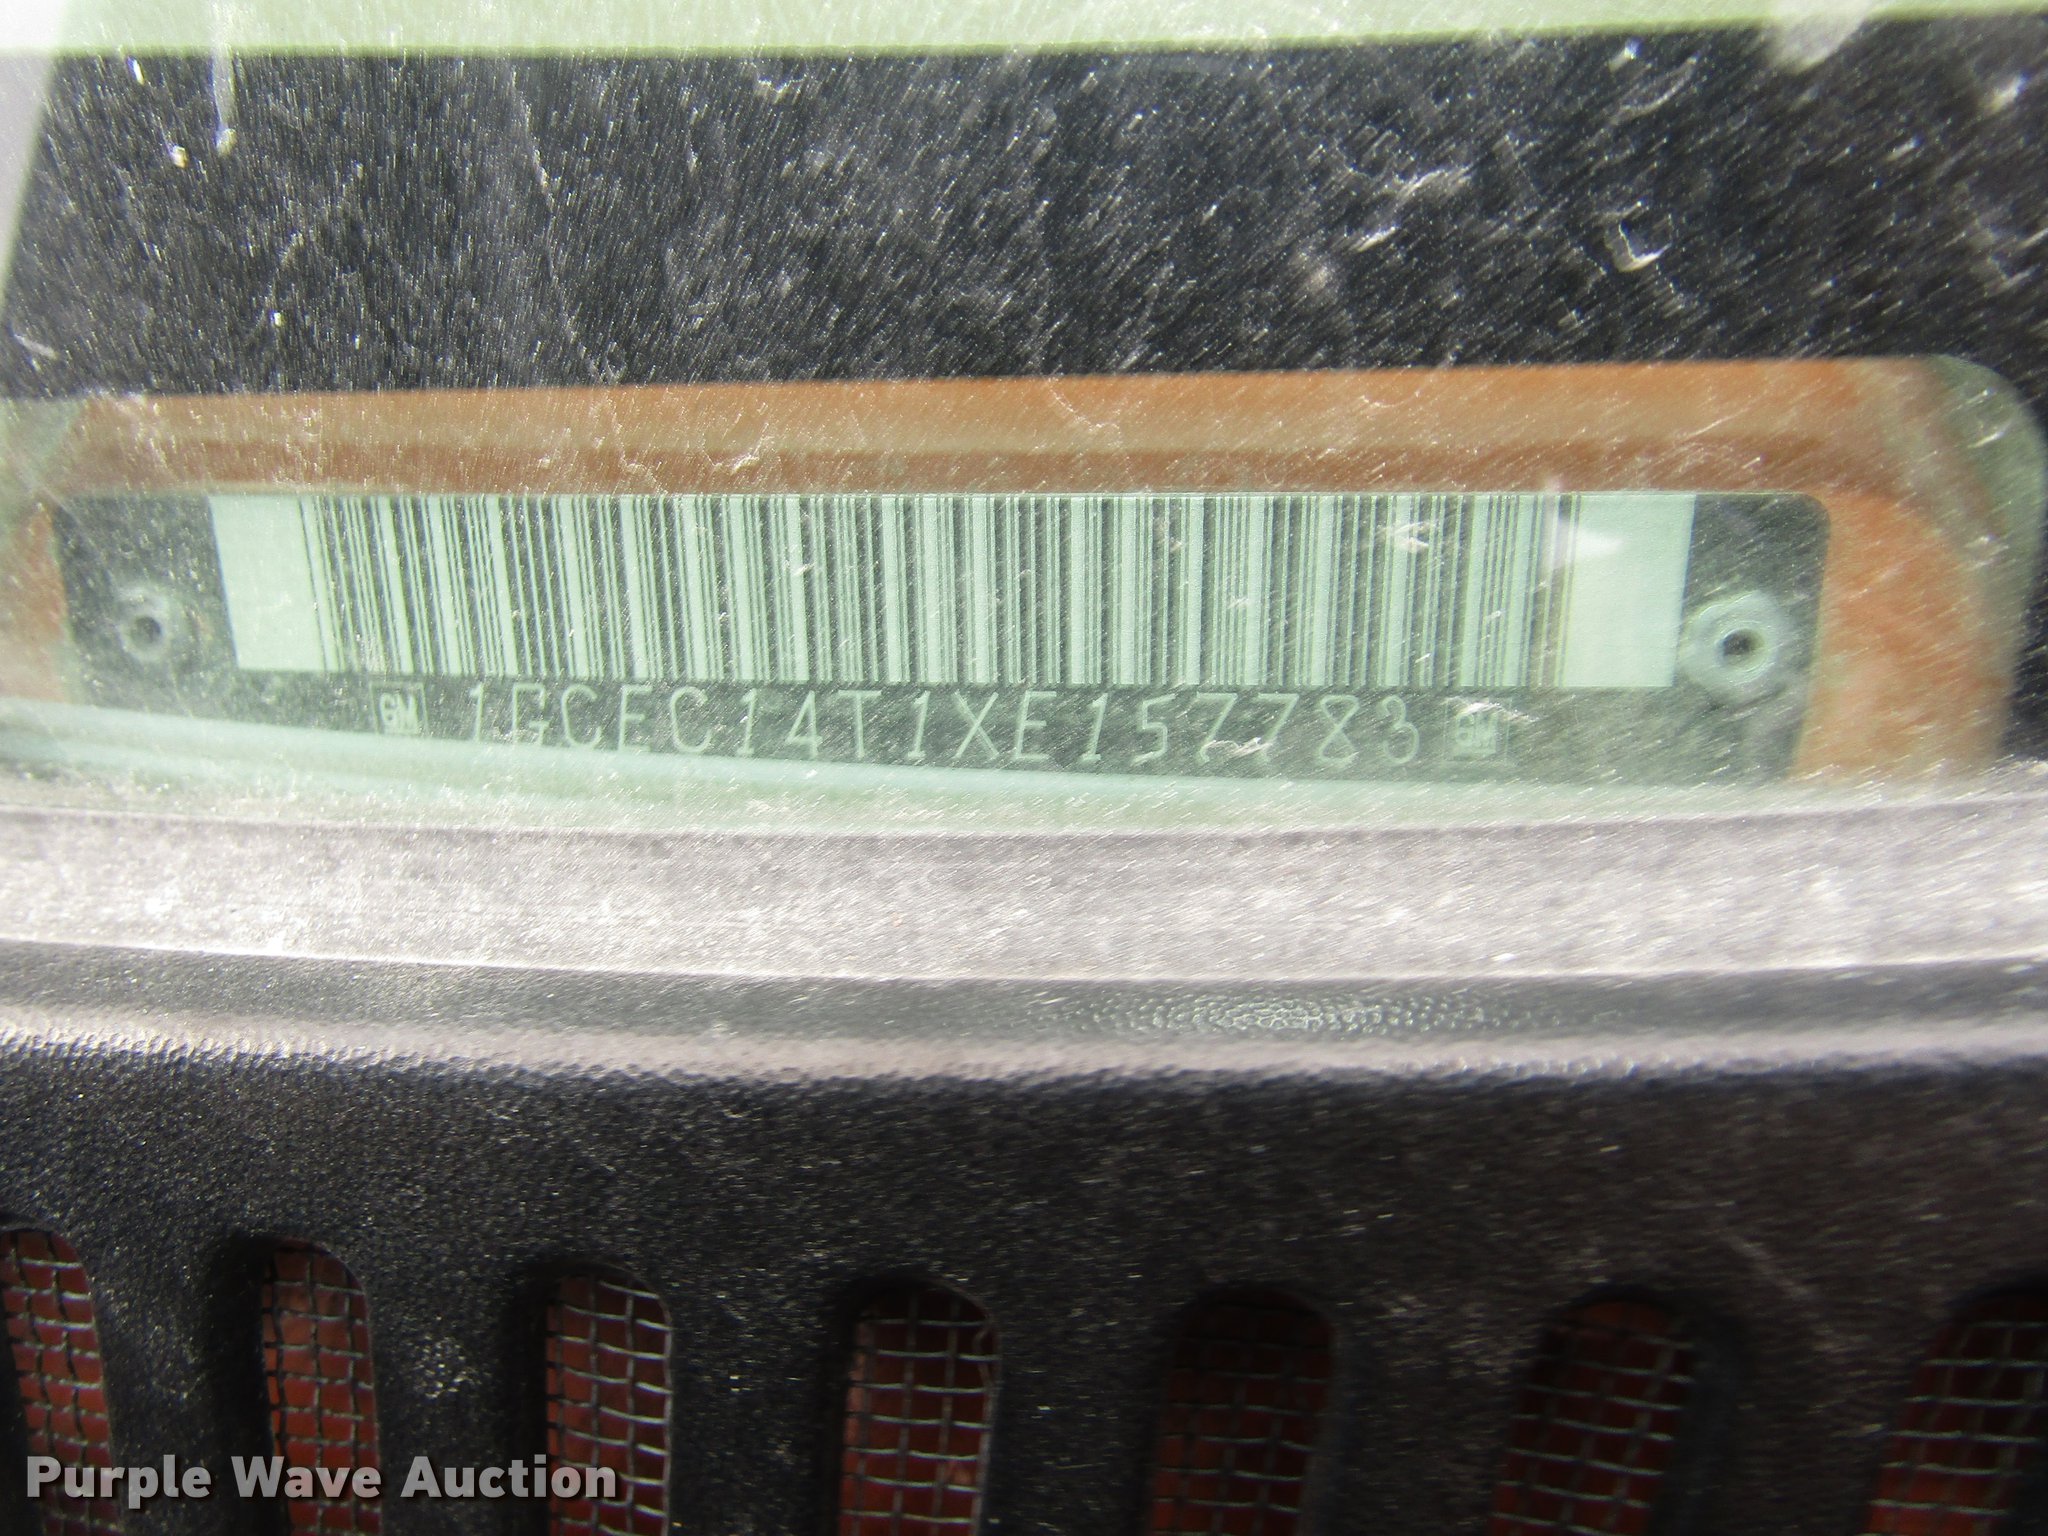 GM 1GCEC14T1XE157783 GM
Purple Wave Auction